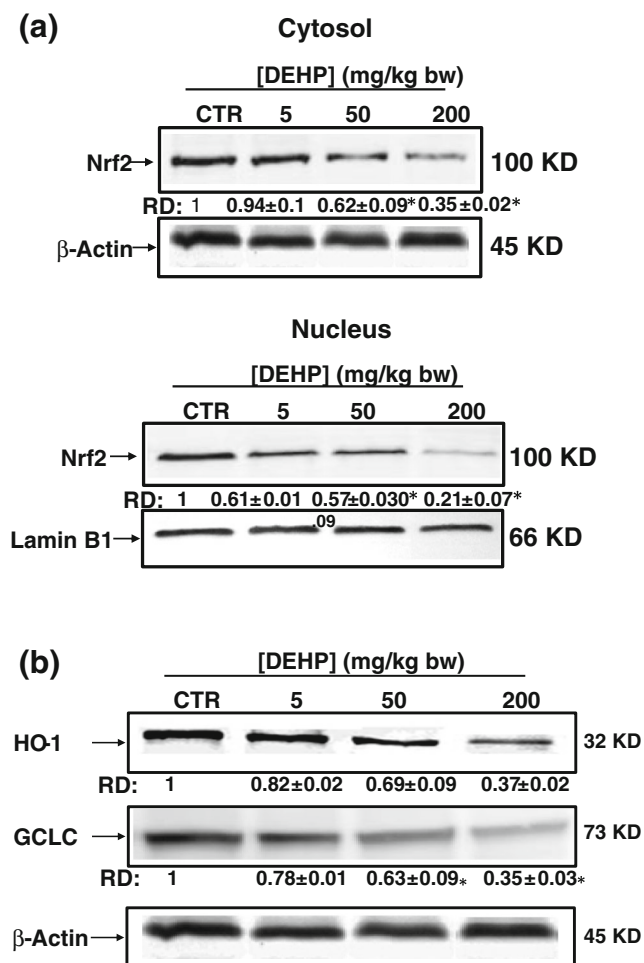 (a) Cytosol
[DEHP] (mg/kg bw)
CTR 5 50 200
Nrf2 100 KD
RD: 1 0.94±0.1 0.62±0.09* 0.35±0.02*
β-Actin 45 KD
Nucleus
[DEHP] (mg/kg bw)
CTR 5 50 200
Nrf2 100 KD
RD: 1 0.61±0.01 0.57±0.030* 0.21±0.07*
.09
Lamin B1 66 KD
(b) [DEHP] (mg/kg bw)
CTR 5 50 200
HO-1 32 KD
RD: 1 0.82±0.02 0.69±0.09 0.37±0.02
GCLC 73 KD
RD: 1 0.78±0.01 0.63±0.09* 0.35±0.03*
β-Actin 45 KD